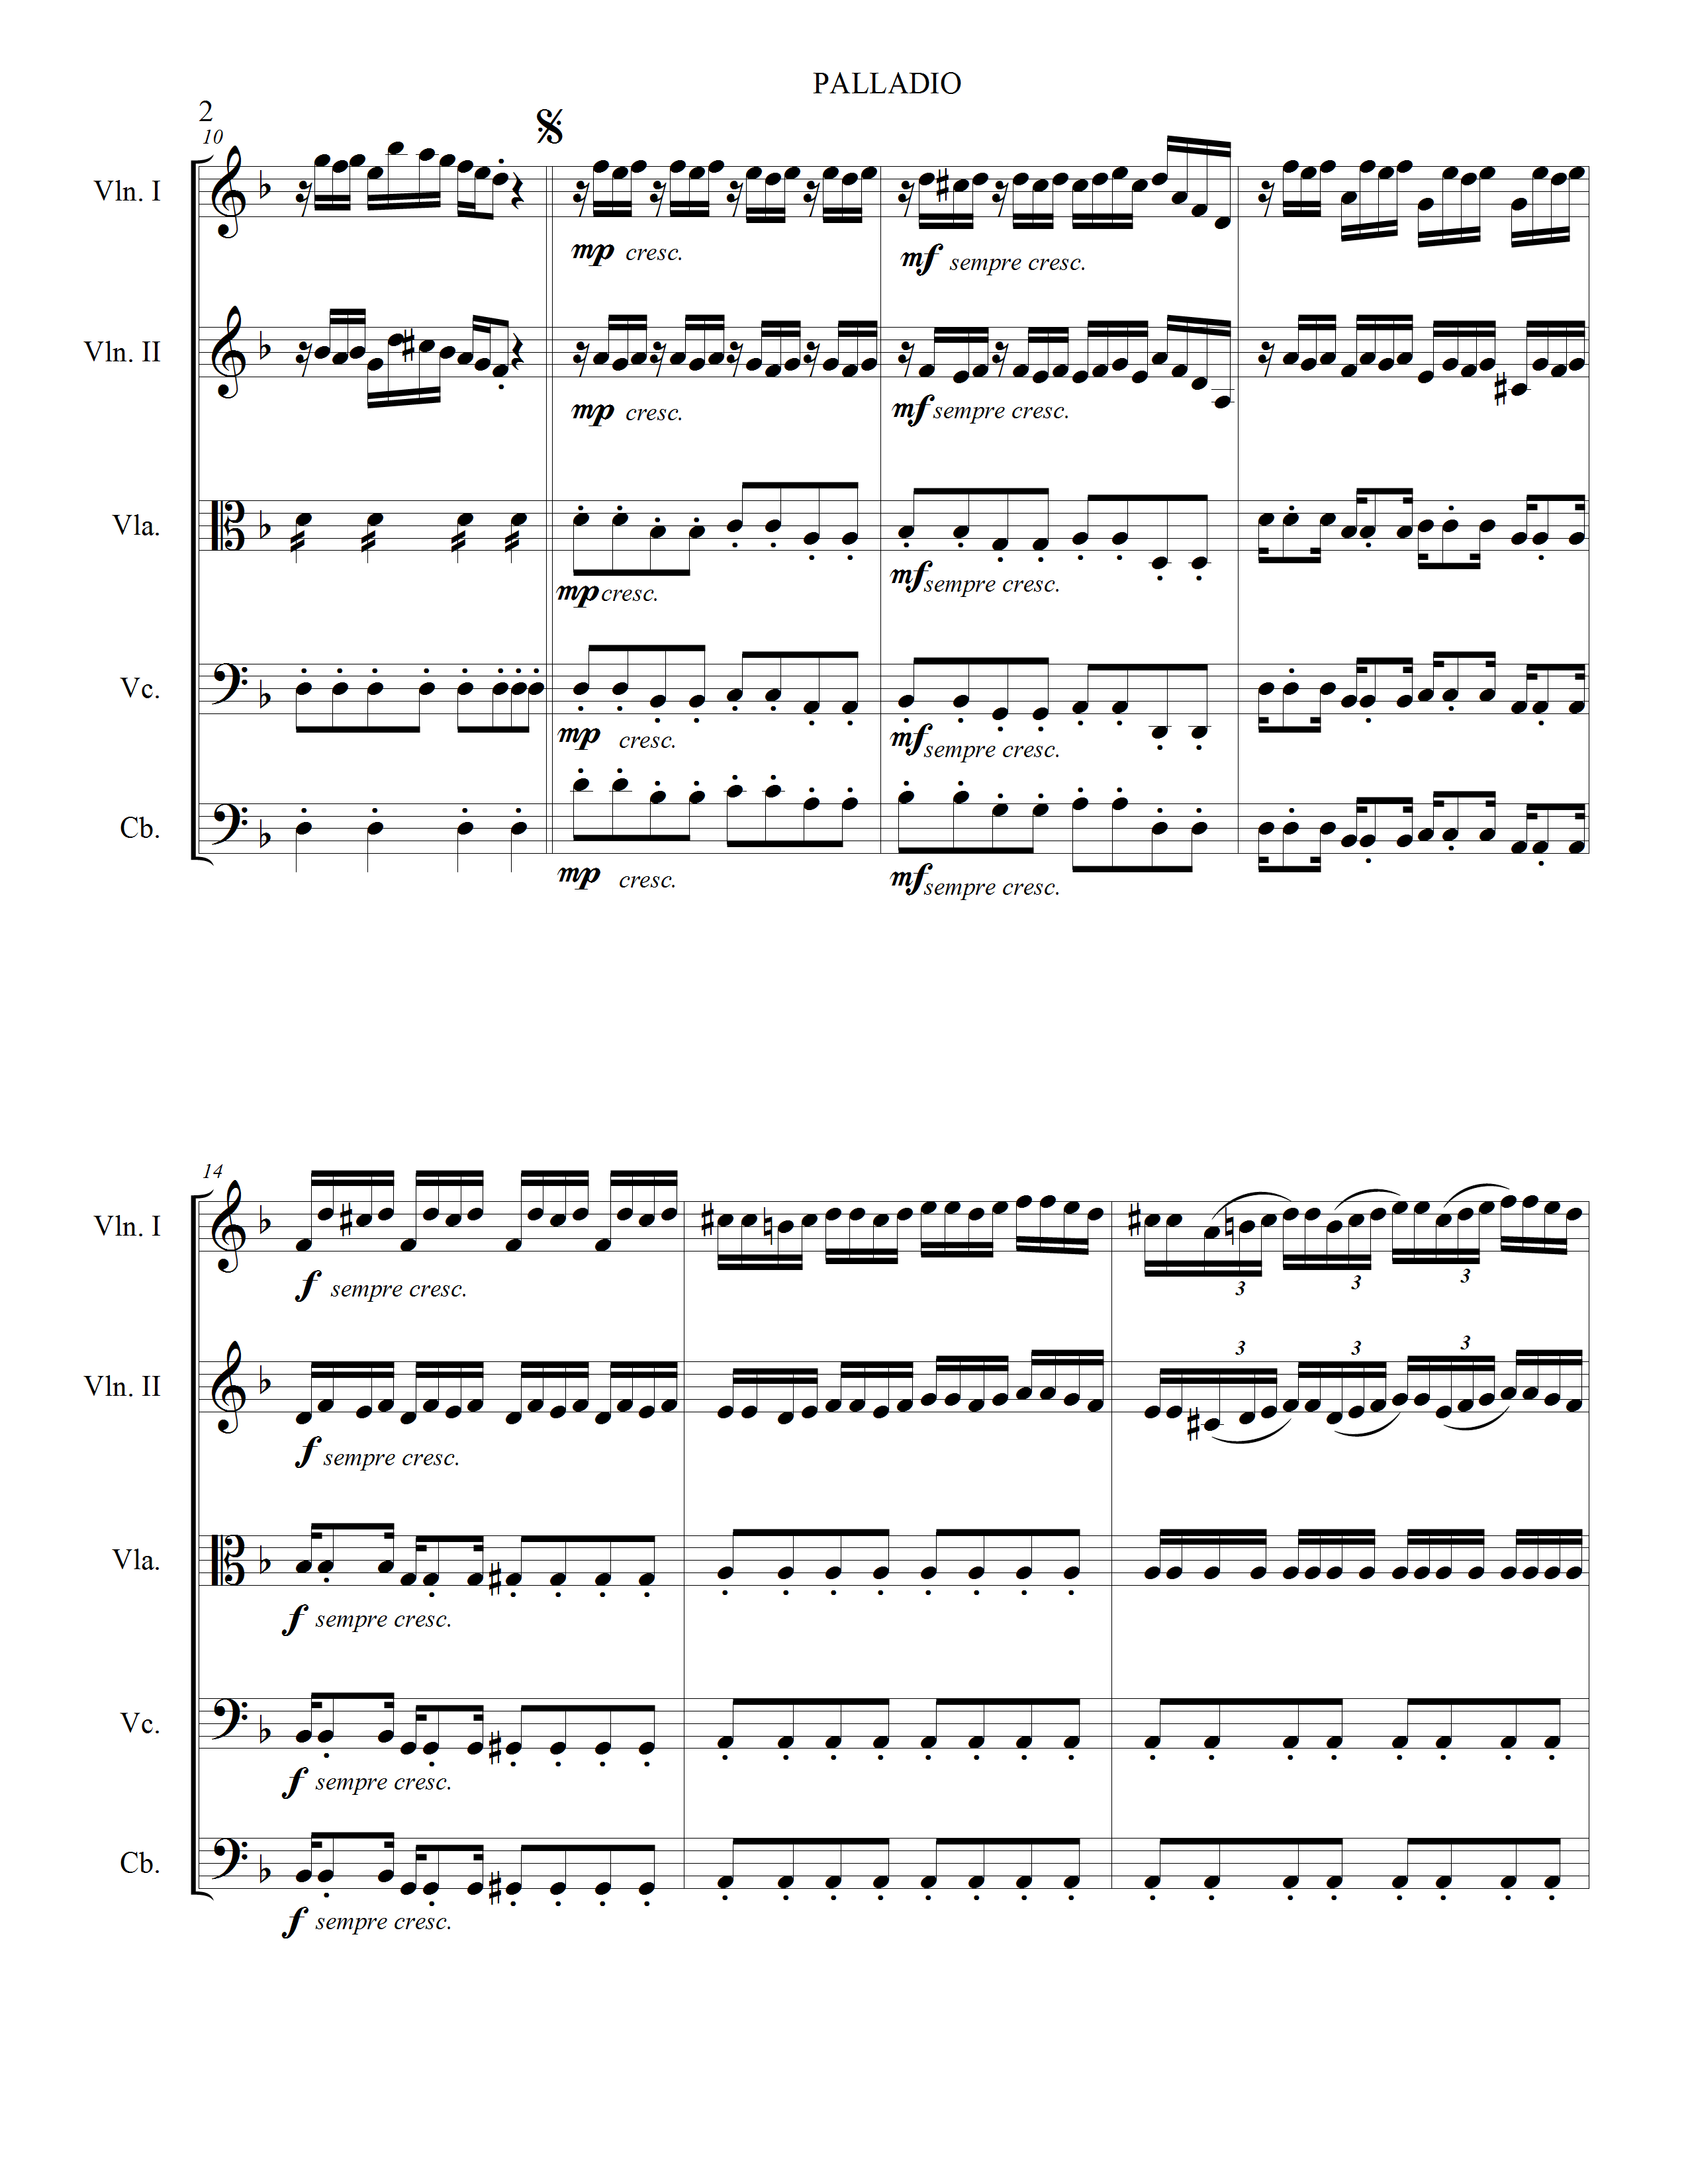 PALLADIO
2
10
Vln. I
mp cresc.
mf sempre cresc.
Vln. II
mp cresc.
mf sempre cresc.
Vla.
mp cresc.
mf sempre cresc.
Vc.
mp cresc.
mf sempre cresc.
Cb.
mp cresc.
mf sempre cresc.
14
Vln. I
f sempre cresc.
3 3 3
Vln. II
3 3 3
f sempre cresc.
Vla.
f sempre cresc.
Vc.
f sempre cresc.
Cb.
f sempre cresc.